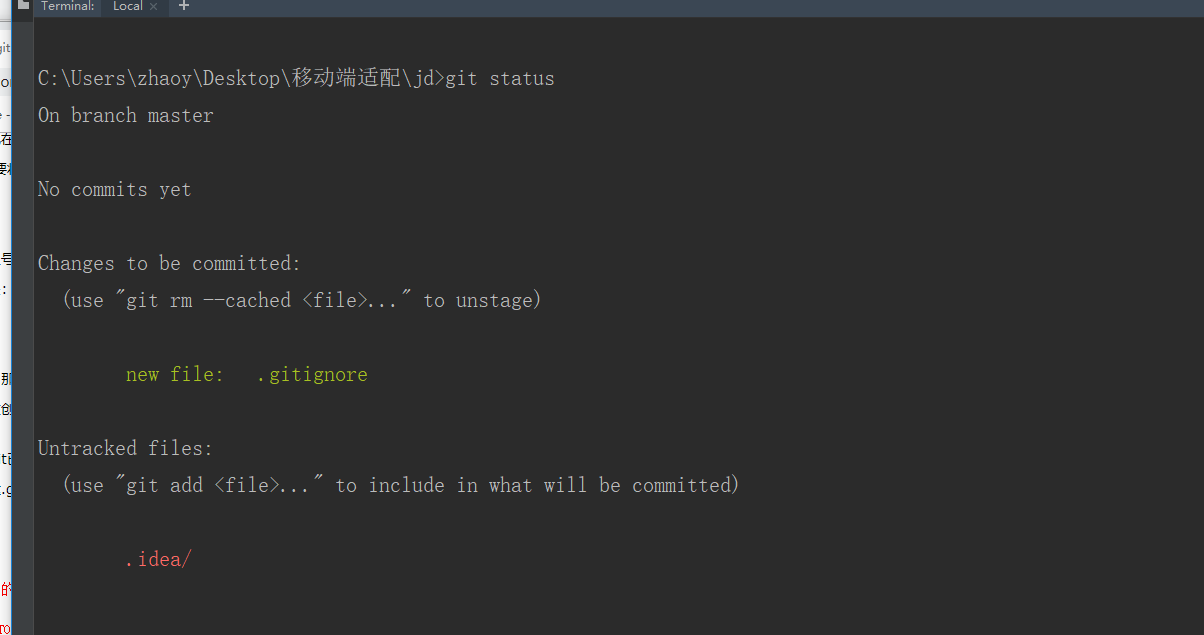 Terminal: Local × +
C:\Users\zhaoy\Desktop\移动端适配\jd>git status
On branch master
No commits yet
Changes to be committed:
(use "git rm --cached <file>..." to unstage)
new file: .gitignore
Untracked files:
(use "git add <file>..." to include in what will be committed)
.idea/